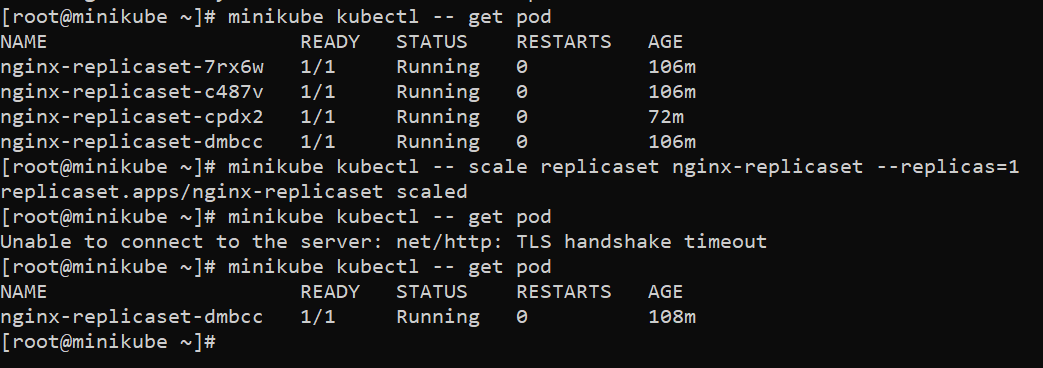 [root@minikube ~]# minikube kubectl -- get pod
NAME READY STATUS RESTARTS AGE
nginx-replicaset-7rx6w 1/1 Running 0 106m
nginx-replicaset-c487v 1/1 Running 0 106m
nginx-replicaset-cpdx2 1/1 Running 0 72m
nginx-replicaset-dmbcc 1/1 Running 0 106m
[root@minikube ~]# minikube kubectl -- scale replicaset nginx-replicaset --replicas=1
replicaset.apps/nginx-replicaset scaled
[root@minikube ~]# minikube kubectl -- get pod
Unable to connect to the server: net/http: TLS handshake timeout
[root@minikube ~]# minikube kubectl -- get pod
NAME READY STATUS RESTARTS AGE
nginx-replicaset-dmbcc 1/1 Running 0 108m
[root@minikube ~]#